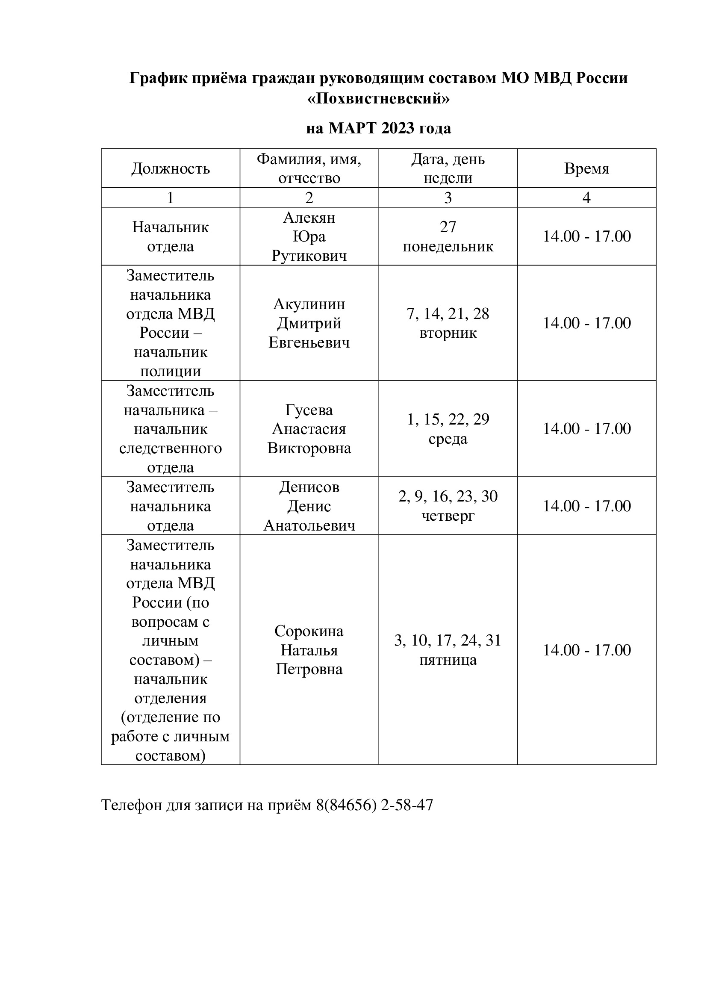 График приёма граждан руководящим составом МО МВД России
«Похвистневский»
на МАРТ 2023 года
Должность
Фамилия, имя,
отчество
Дата, день
недели
Время
1
2
3
4
Начальник
отдела
Алекян
Юра
Рутикович
27
понедельник
14.00 - 17.00
Заместитель
начальника
отдела МВД
России –
начальник
полиции
Акулинин
Дмитрий
Евгеньевич
7, 14, 21, 28
вторник
14.00 - 17.00
Заместитель
начальника –
начальник
следственного
отдела
Гусева
Анастасия
Викторовна
1, 15, 22, 29
среда
14.00 - 17.00
Заместитель
начальника
отдела
Денисов
Денис
Анатольевич
2, 9, 16, 23, 30
четверг
14.00 - 17.00
Заместитель
начальника
отдела МВД
России (по
вопросам с
личным
составом) –
начальник
отделения
(отделение по
работе с личным
составом)
Сорокина
Наталья
Петровна
3, 10, 17, 24, 31
пятница
14.00 - 17.00
Телефон для записи на приём 8(84656) 2-58-47